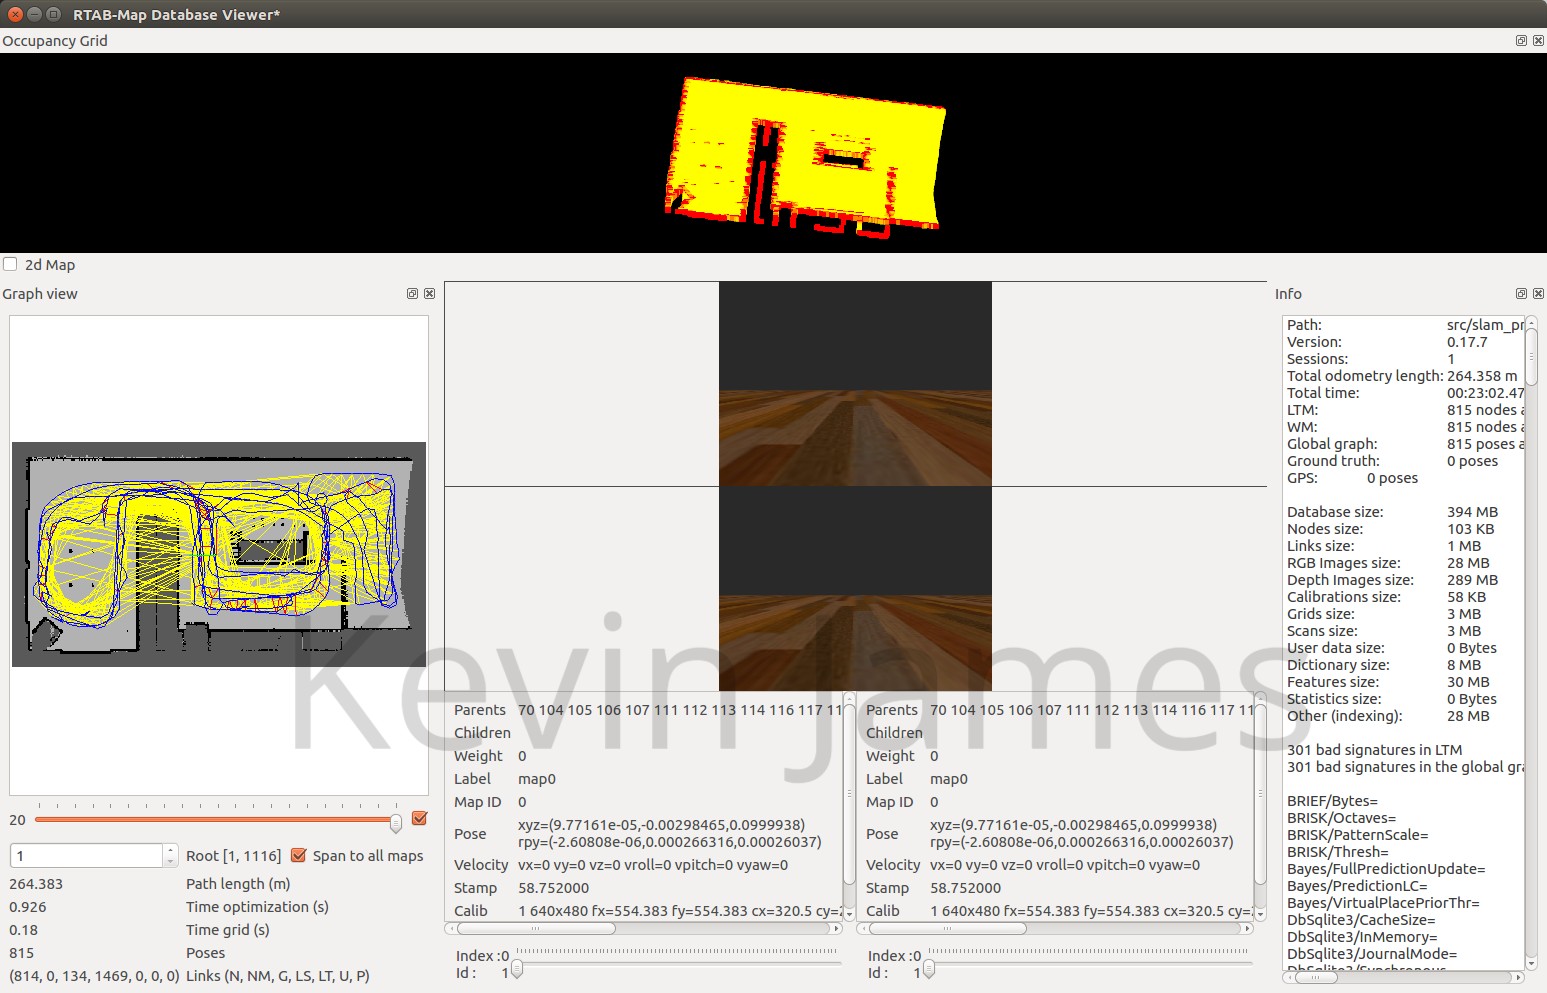 RTAB-Map Database Viewer*
Occupancy Grid
2d Map
Graph view
20
1
Root [1, 1116]
Span to all maps
264.383 Path length (m)
0.926 Time optimization (s)
0.18 Time grid (s)
815 Poses
(814, 0, 134, 1469, 0, 0, 0) Links (N, NM, G, LS, LT, U, P)
Parents 70 104 105 106 107 111 112 113 114 116 117 11
Children
Weight 0
Label map0
Map ID 0
Pose xyz=(9.77161e-05,-0.00298465,0.0999938)
rpy=(-2.60808e-06,0.000266316,0.00026037)
Velocity vx=0 vy=0 vz=0 vroll=0 vpitch=0 vyaw=0
Stamp 58.752000
Calib 1 640x480 fx=554.383 fy=554.383 cx=320.5 cy=
Index :0
Id : 1
Parents 70 104 105 106 107 111 112 113 114 116 117 11
Children
Weight 0
Label map0
Map ID 0
Pose xyz=(9.77161e-05,-0.00298465,0.0999938)
rpy=(-2.60808e-06,0.000266316,0.00026037)
Velocity vx=0 vy=0 vz=0 vroll=0 vpitch=0 vyaw=0
Stamp 58.752000
Calib 1 640x480 fx=554.383 fy=554.383 cx=320.5 cy=
Index :0
Id : 1
Info
Path: src/slam_pr
Version: 0.17.7
Sessions: 1
Total odometry length: 264.358 m
Total time: 00:23:02.47
LTM: 815 nodes a
WM: 815 nodes a
Global graph: 815 poses a
Ground truth: 0 poses
GPS: 0 poses
Database size: 394 MB
Nodes size: 103 KB
Links size: 1 MB
RGB Images size: 28 MB
Depth Images size: 289 MB
Calibrations size: 58 KB
Grids size: 3 MB
Scans size: 3 MB
User data size: 0 Bytes
Dictionary size: 8 MB
Features size: 30 MB
Statistics size: 0 Bytes
Other (indexing): 28 MB
301 bad signatures in LTM
301 bad signatures in the global gra
BRIEF/Bytes=
BRISK/Octaves=
BRISK/PatternScale=
BRISK/Thresh=
Bayes/FullPredictionUpdate=
Bayes/PredictionLC=
Bayes/VirtualPlacePriorThr=
DbSqlite3/CacheSize=
DbSqlite3/InMemory=
DbSqlite3/JournalMode=
DbSqlite3/Synchronous
Kevin James